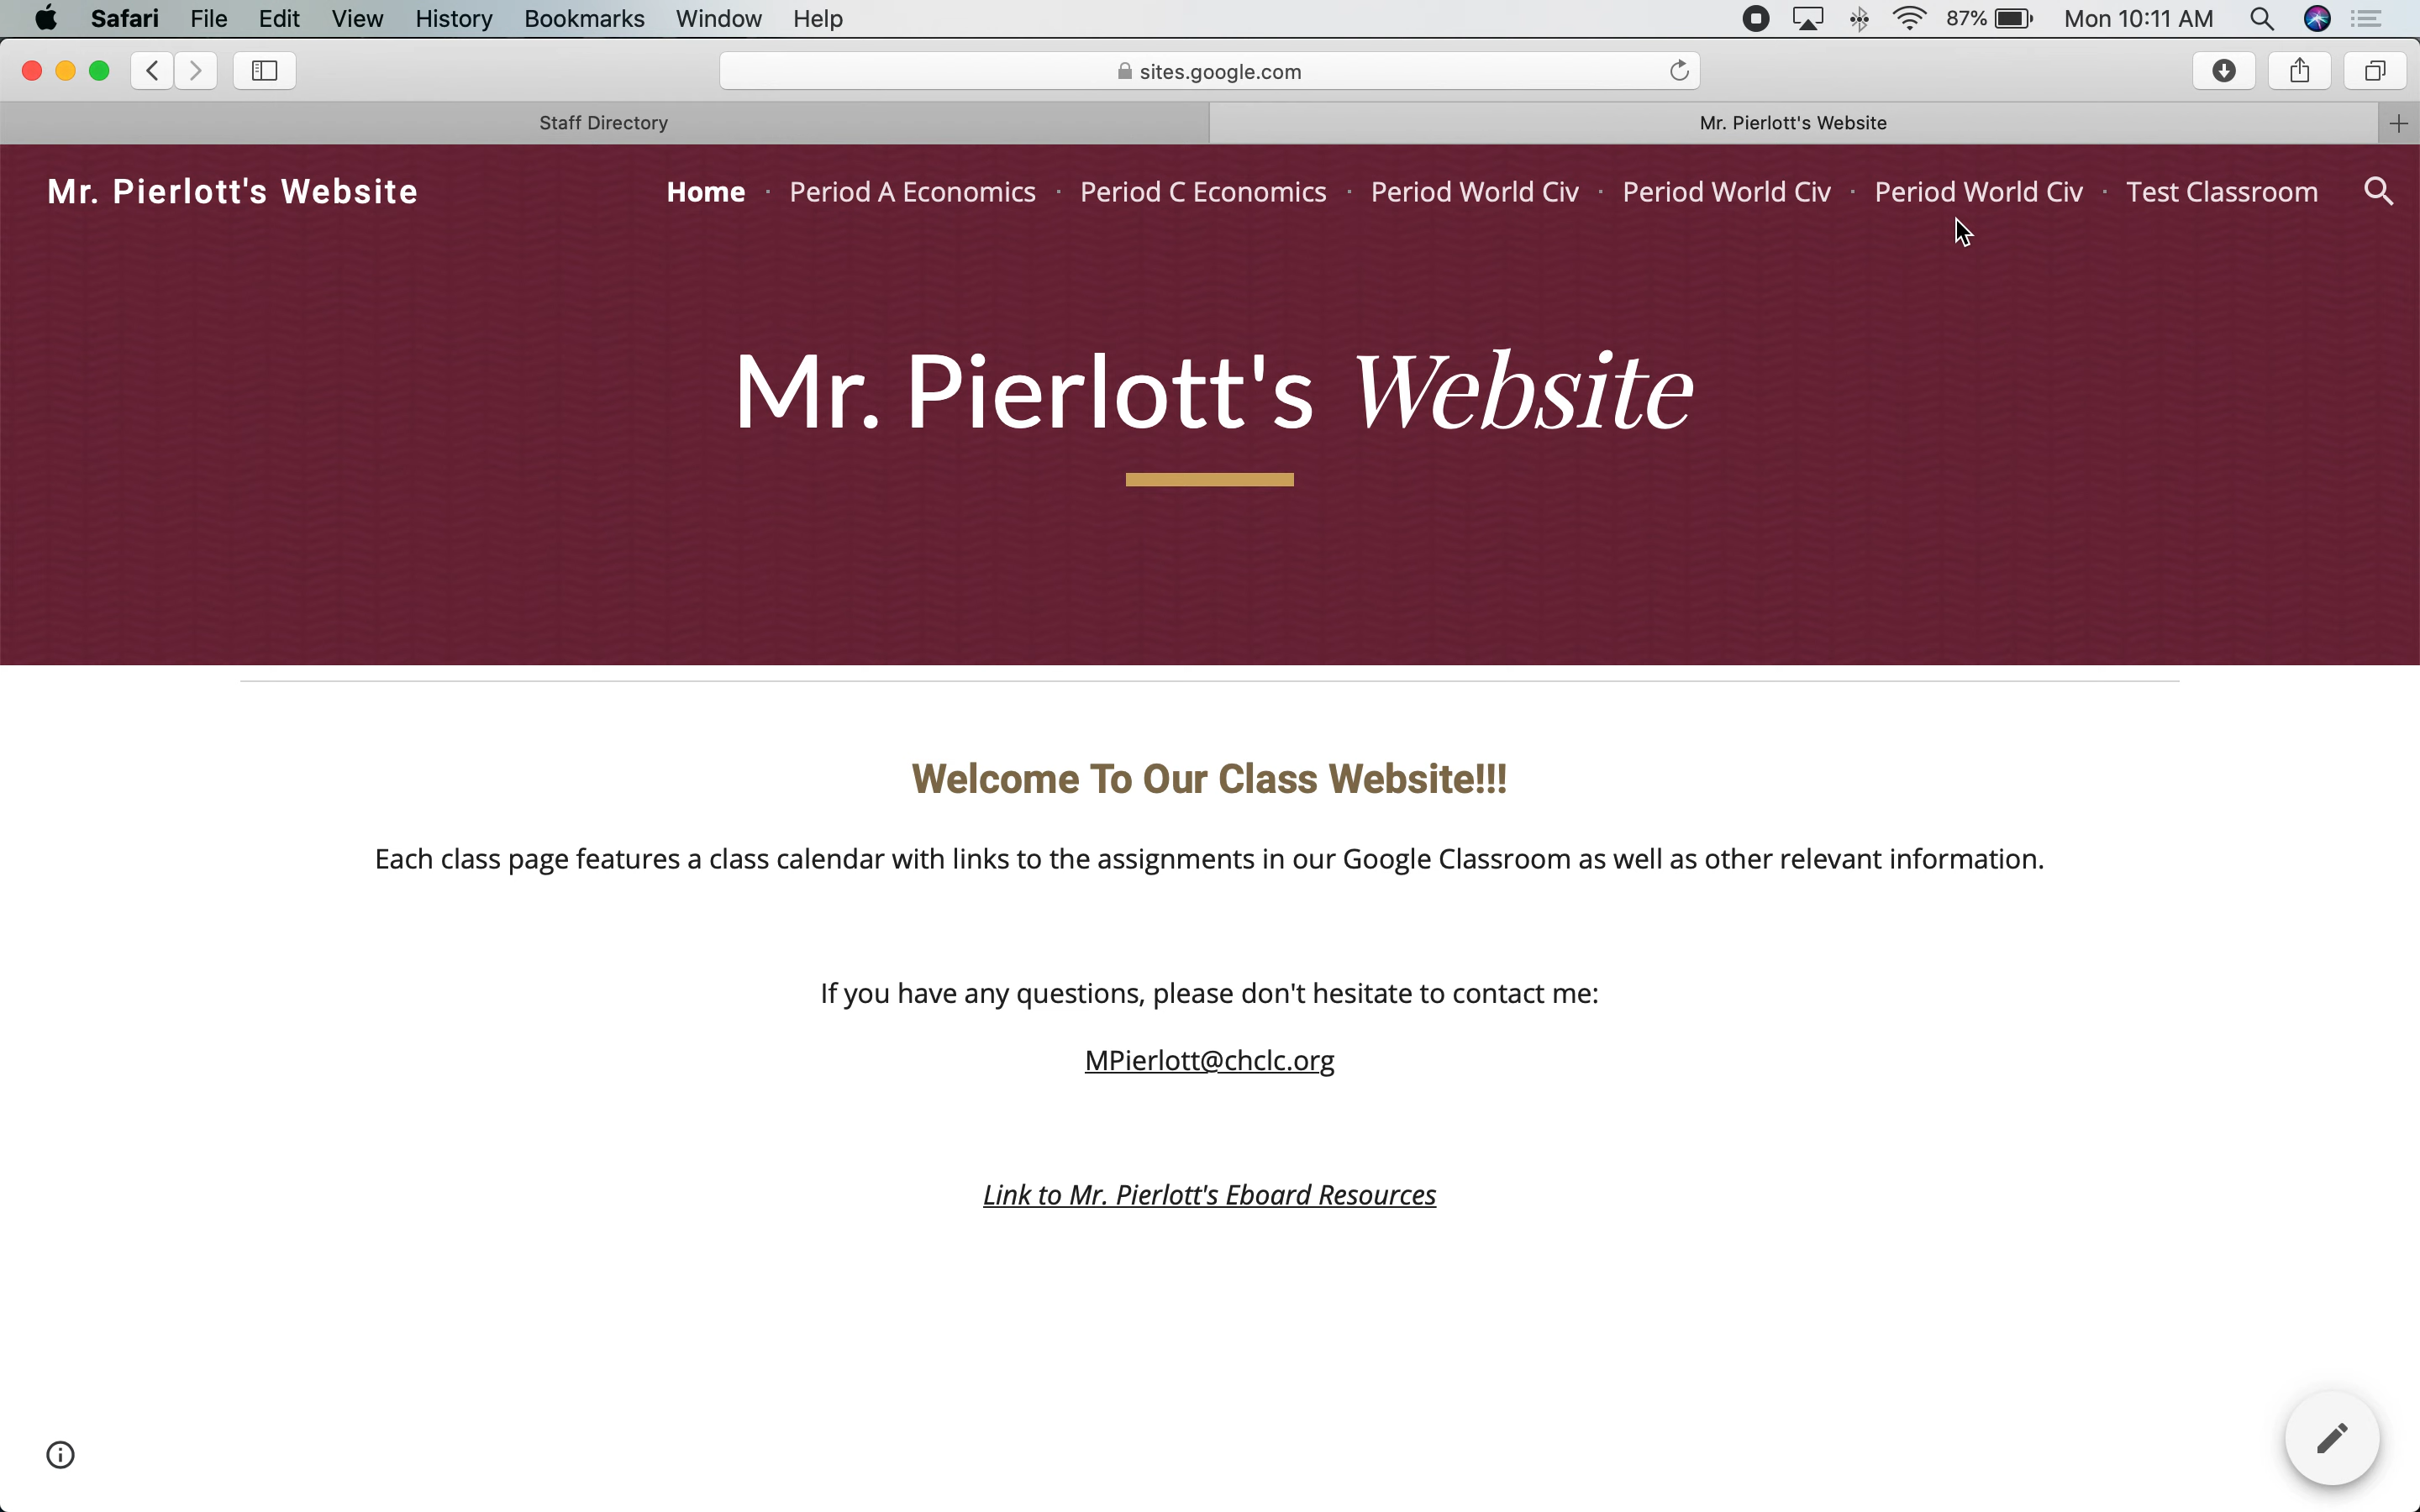 Safari File Edit View History Bookmarks Window Help 87% Mon 10:11 AM
sites.google.com
Staff Directory Mr. Pierlott's Website
Mr. Pierlott's Website Home · Period A Economics · Period C Economics · Period World Civ · Period World Civ · Period World Civ · Test Classroom
Mr. Pierlott's Website
Welcome To Our Class Website!!!
Each class page features a class calendar with links to the assignments in our Google Classroom as well as other relevant information.
If you have any questions, please don't hesitate to contact me:
MPierlott@chclc.org
Link to Mr. Pierlott's Eboard Resources